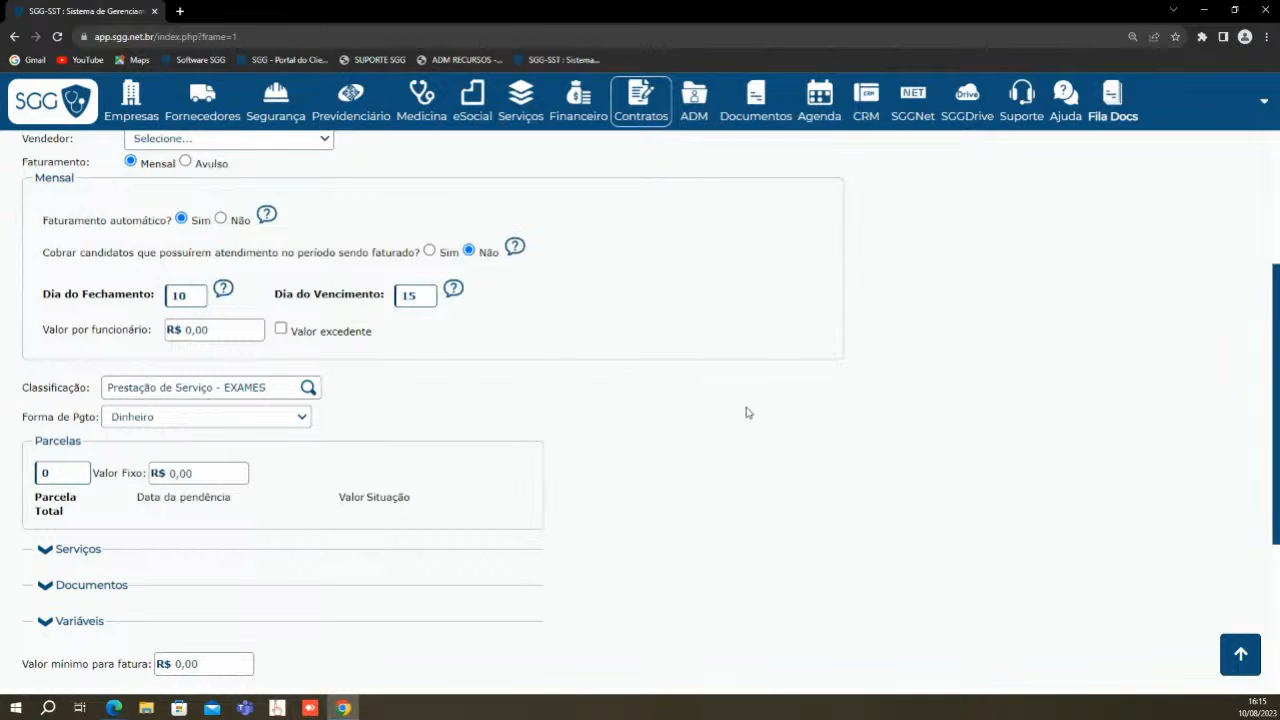 SGG-SST : Sistema de Gerenciam
app.sgg.net.br/index.php?frame=1
Gmail YouTube Maps Software SGG SGG - Portal do Clie... SUPORTE SGG ADM RECURSOS -... SGG-SST : Sistema...
SGG Empresas Fornecedores Segurança Previdenciário Medicina eSocial Serviços Financeiro Contratos ADM Documentos Agenda CRM CRM NET SGGNet Drive SGGDrive Suporte Ajuda Fila Docs
Vendedor: Selecione...
Faturamento: Mensal Avulso
Mensal
Faturamento automático? Sim Não
Cobrar candidatos que possuírem atendimento no período sendo faturado? Sim Não
Dia do Fechamento: 10 Dia do Vencimento: 15
Valor por funcionário: R$ 0,00 Valor excedente
Classificação: Prestação de Serviço - EXAMES
Forma de Pgto: Dinheiro
Parcelas
0 Valor Fixo: R$ 0,00
Parcela Data da pendência Valor Situação
Total
Serviços
Documentos
Variáveis
Valor mínimo para fatura: R$ 0,00
16:15
10/08/2023